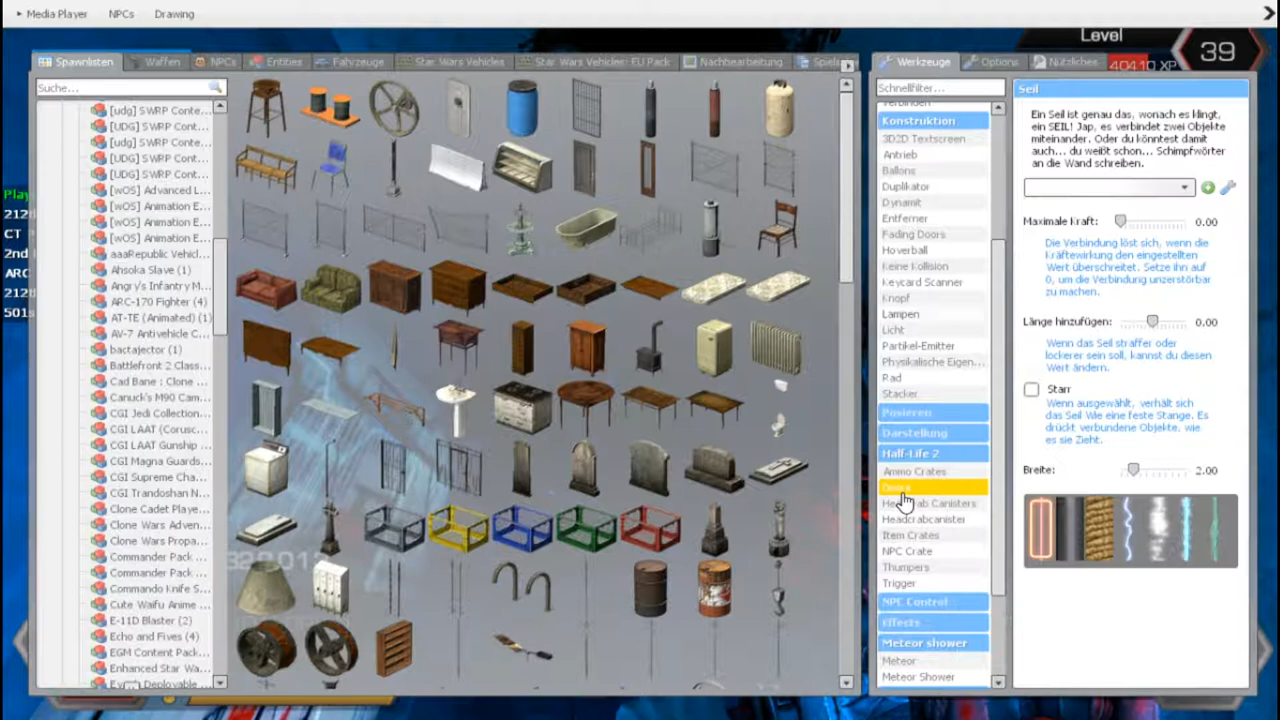 Media Player NPCs Drawing
Level
39
40410 XP
Spawnlisten Waffen NPCs Entities Fahrzeuge Star Wars Vehicles Star Wars Vehicles: EU Pack Nachbearbeitung Spiels
Werkzeuge Options Nützliches
Suche...
[udg] SWRP Conte...
[UDG] SWRP Cont...
[udg] SWRP Conte...
[UDG] SWRP Cont...
[UDG] SWRP Cont...
[wOS] Advanced L...
[wOS] Animation E...
[wOS] Animation E...
[wOS] Animation E...
aaaRepublic Vehicl...
Ahsoka Slave (1)
Angry's Infantry M...
ARC-170 Fighter (4)
AT-TE (Animated) (1)
AV-7 Antivehicle C...
bactajector (1)
Battlefront 2 Class...
Cad Bane : Clone ...
Canuck's M90 Cam...
CGI Jedi Collection...
CGI LAAT (Corusc...
CGI LAAT Gunship ...
CGI Magna Guards...
CGI Supreme Cha...
CGI Trandoshan N...
Clone Cadet Playe...
Clone Wars Adven...
Clone Wars Propa...
Commander Pack ...
Commander Pack ...
Commando Knife S...
Cute Waifu Anime ...
E-11D Blaster (2)
Echo and Fives (4)
EGM Content Pack...
Enhanced Star Wa...
Play
212t
CT
2nd
ARC
212t
501s
Schnellfilter...
Verbinden
Konstruktion
3D2D Textscreen
Antrieb
Ballons
Duplikator
Dynamit
Entferner
Fading Doors
Hoverball
Keine Kollision
Keycard Scanner
Knopf
Lampen
Licht
Partikel-Emitter
Physikalische Eigen...
Rad
Stacker
Posieren
Darstellung
Half-Life 2
Ammo Crates
Headcrabcanister
Item Crates
NPC Crate
Thumpers
Trigger
NPC Control
Effects
Meteor shower
Meteor
Meteor Shower
Seil
Ein Seil ist genau das, wonach es klingt,
ein SEIL! Jap, es verbindet zwei Objekte
miteinander. Oder du könntest damit
auch... du weißt schon... Schimpfwörter
an die Wand schreiben.
Maximale Kraft: 0.00
Die Verbindung löst sich, wenn die
Kräftewirkung den eingestellten
Wert überschreitet. Setze ihn auf
0, um die Verbindung unzerstörbar
zu machen.
Länge hinzufügen: 0.00
Wenn das Seil straffer oder
lockerer sein soll, kannst du diesen
Wert ändern.
Starr
Wenn ausgewählt, verhält sich
das Seil Wie eine feste Stange. Es
drückt verbundene Objekte, wie
es sie Zieht.
Breite: 2.00